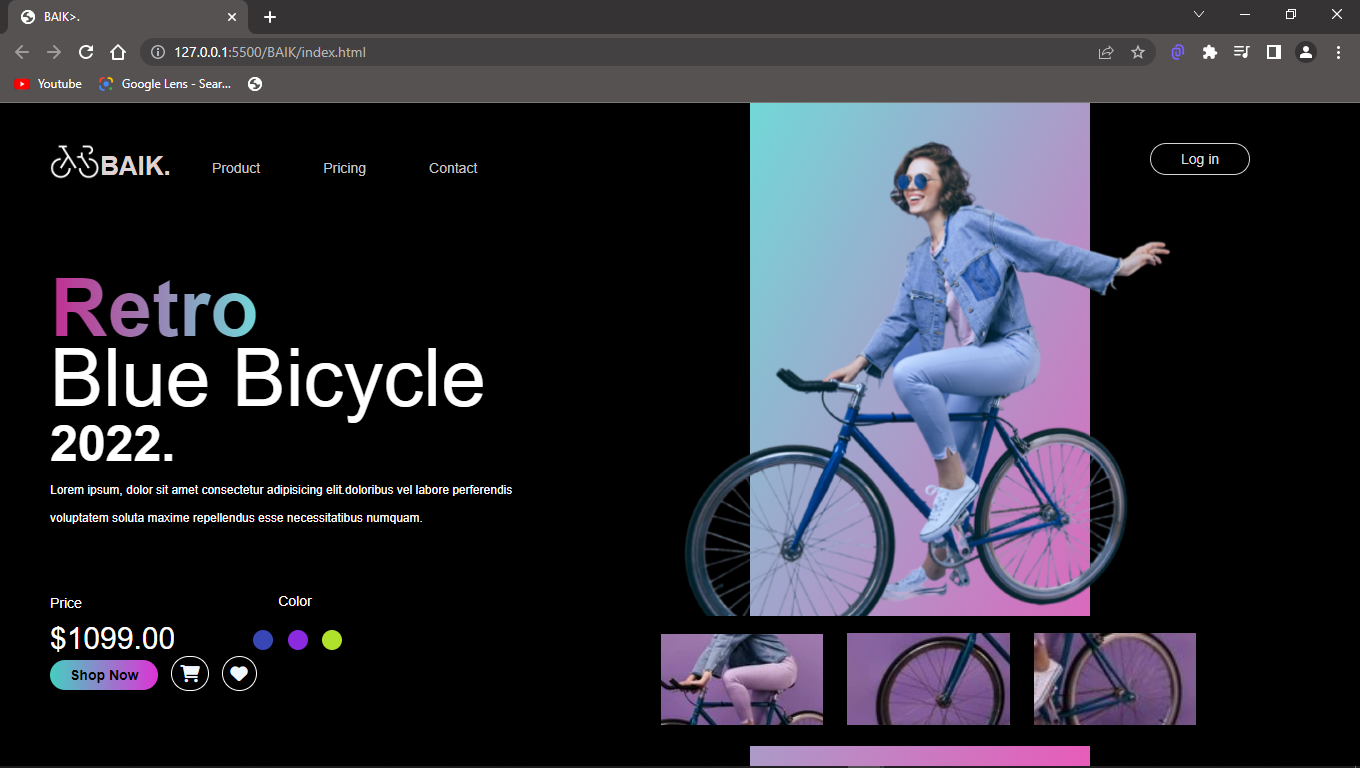 BAIK>.
127.0.0.1:5500/BAIK/index.html
Youtube
Google Lens - Sear...
BAIK.
Product
Pricing
Contact
Log in
Retro
Blue Bicycle
2022.
Lorem ipsum, dolor sit amet consectetur adipisicing elit.doloribus vel labore perferendis
voluptatem soluta maxime repellendus esse necessitatibus numquam.
Price
Color
$1099.00
Shop Now